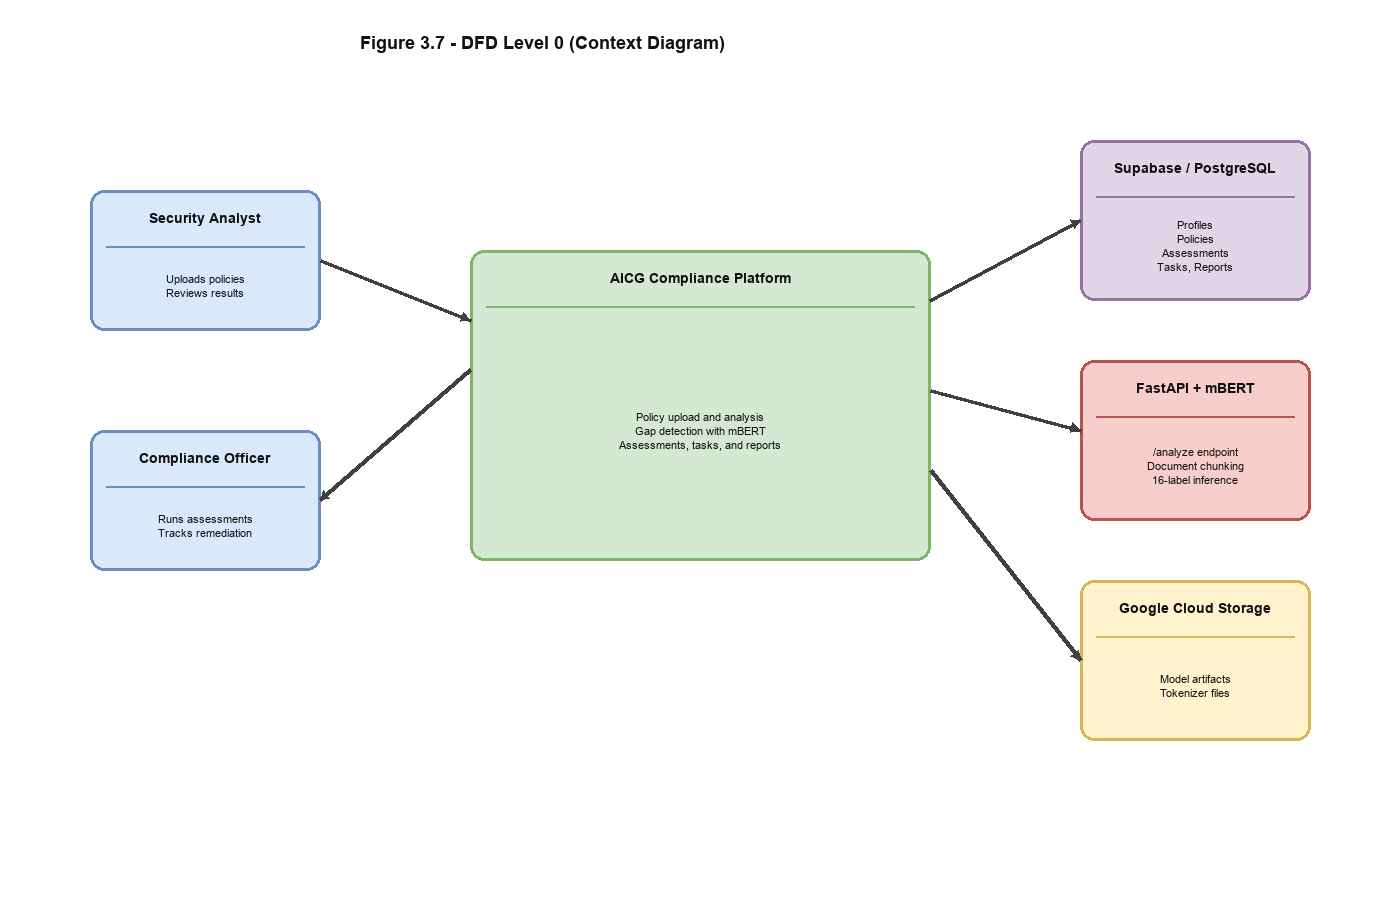 Figure 3.7 - DFD Level 0 (Context Diagram)
Security Analyst
Uploads policies
Reviews results
Compliance Officer
Runs assessments
Tracks remediation
AICG Compliance Platform
Policy upload and analysis
Gap detection with mBERT
Assessments, tasks, and reports
Supabase / PostgreSQL
Profiles
Policies
Assessments
Tasks, Reports
FastAPI + mBERT
/analyze endpoint
Document chunking
16-label inference
Google Cloud Storage
Model artifacts
Tokenizer files